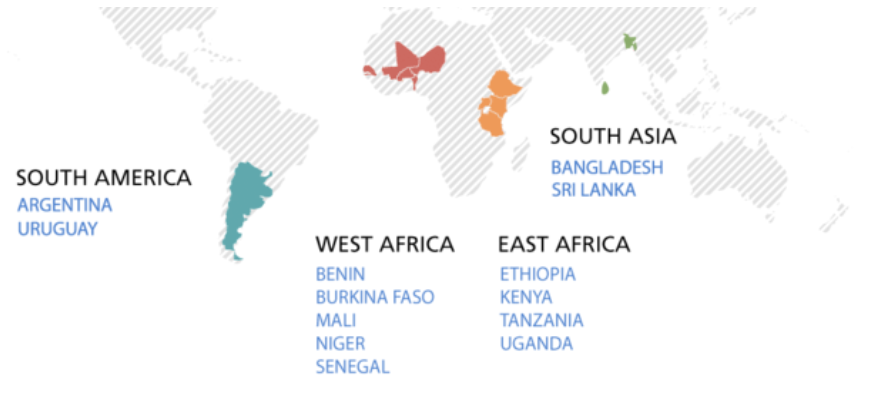 SOUTH AMERICA
ARGENTINA
URUGUAY
WEST AFRICA
BENIN
BURKINA FASO
MALI
NIGER
SENEGAL
EAST AFRICA
ETHIOPIA
KENYA
TANZANIA
UGANDA
SOUTH ASIA
BANGLADESH
SRI LANKA